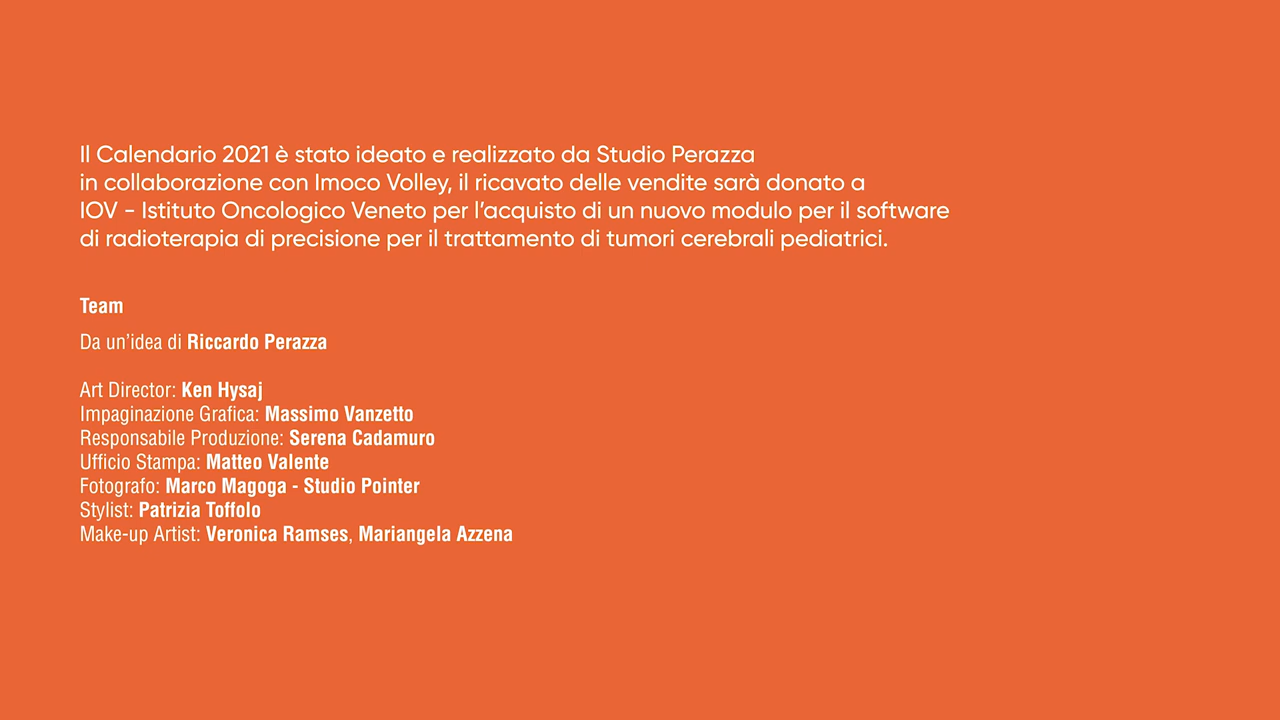 Il Calendario 2021 è stato ideato e realizzato da Studio Perazza
in collaborazione con Imoco Volley, il ricavato delle vendite sarà donato a
IOV - Istituto Oncologico Veneto per l’acquisto di un nuovo modulo per il software
di radioterapia di precisione per il trattamento di tumori cerebrali pediatrici.
Team
Da un’idea di Riccardo Perazza
Art Director: Ken Hysaj
Impaginazione Grafica: Massimo Vanzetto
Responsabile Produzione: Serena Cadamuro
Ufficio Stampa: Matteo Valente
Fotografo: Marco Magoga - Studio Pointer
Stylist: Patrizia Toffolo
Make-up Artist: Veronica Ramses, Mariangela Azzena